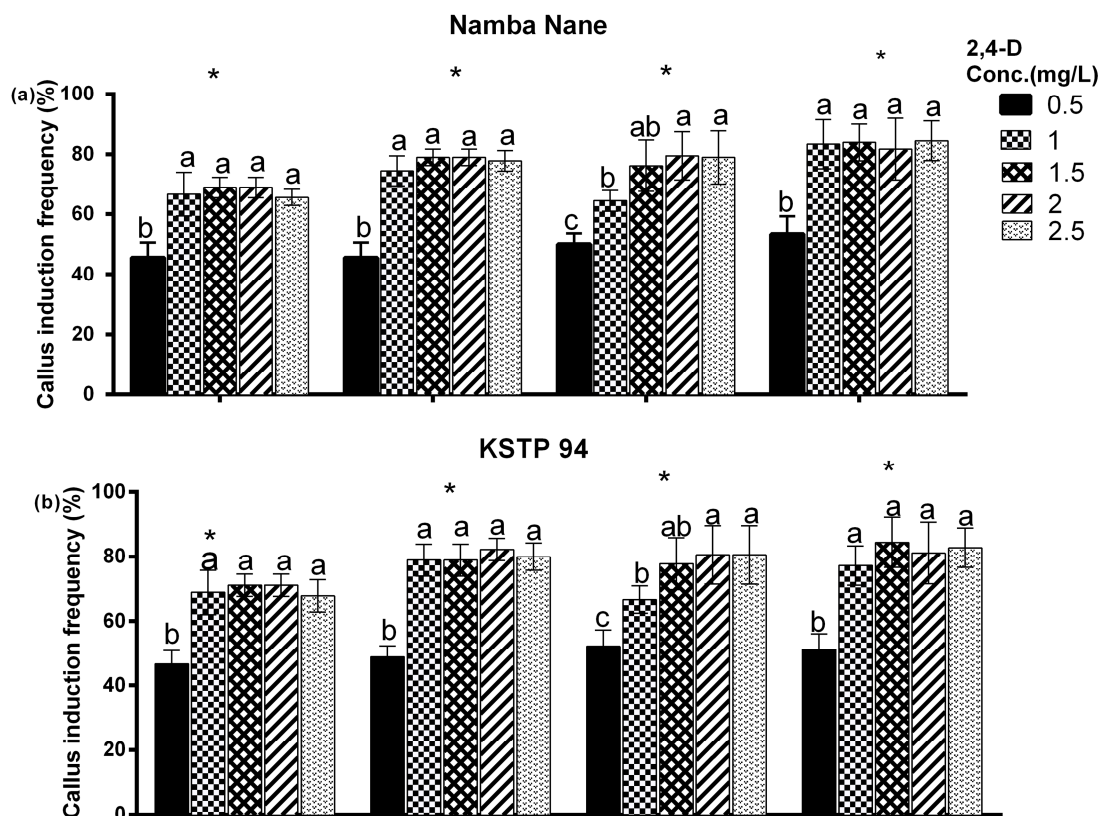 Namba Nane
2,4-D
Conc.(mg/L)
0.5
1
1.5
2
2.5
(a)
Callus induction frequency (%)
100
80
60
40
20
0
* * * *
b a a a a b a a a a c b ab a a b a a a a
KSTP 94
(b)
Callus induction frequency (%)
100
80
60
40
20
0
* * * *
b a a a a b a a a a c b ab a a b a a a a